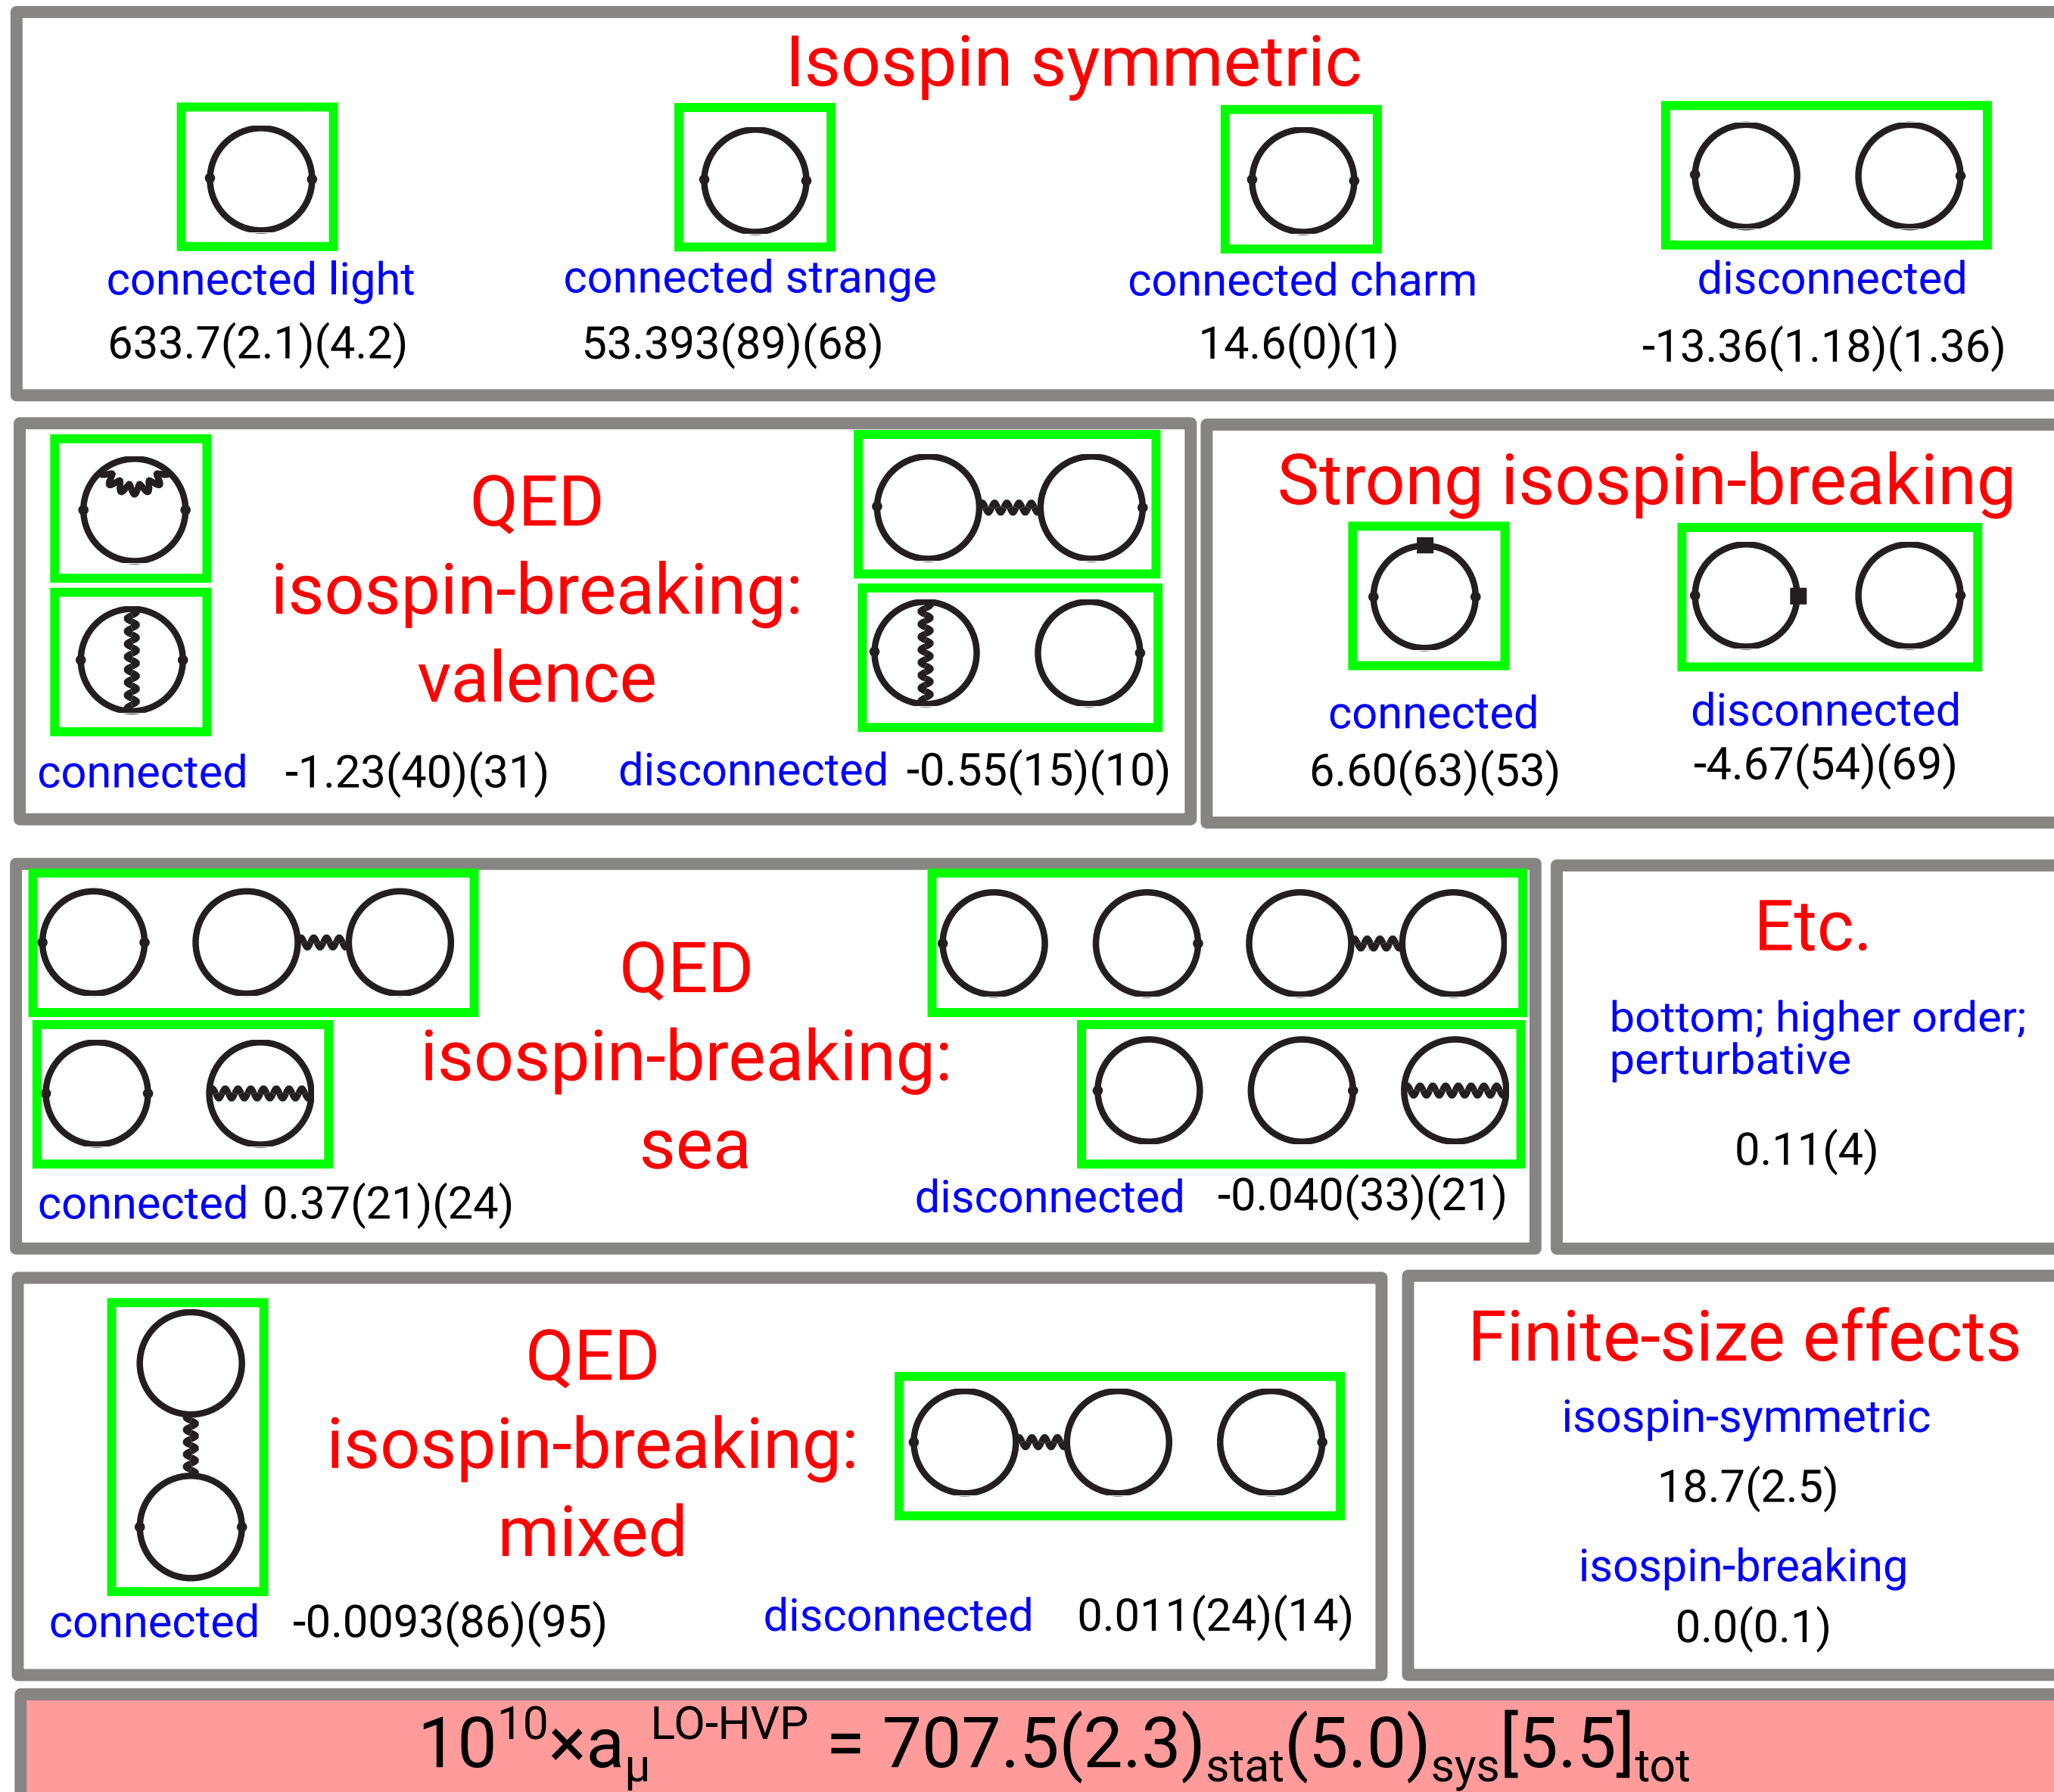 Isospin symmetric
connected light
633.7(2.1)(4.2)
connected strange
53.393(89)(68)
connected charm
14.6(0)(1)
disconnected
-13.36(1.18)(1.36)
QED
isospin-breaking:
valence
connected -1.23(40)(31)
disconnected -0.55(15)(10)
Strong isospin-breaking
connected
6.60(63)(53)
disconnected
-4.67(54)(69)
QED
isospin-breaking:
sea
connected 0.37(21)(24)
disconnected -0.040(33)(21)
Etc.
bottom; higher order;
perturbative
0.11(4)
QED
isospin-breaking:
mixed
connected -0.0093(86)(95)
disconnected 0.011(24)(14)
Finite-size effects
isospin-symmetric
18.7(2.5)
isospin-breaking
0.0(0.1)
10^10×a_μ^LO-HVP = 707.5(2.3)_stat(5.0)_sys[5.5]_tot